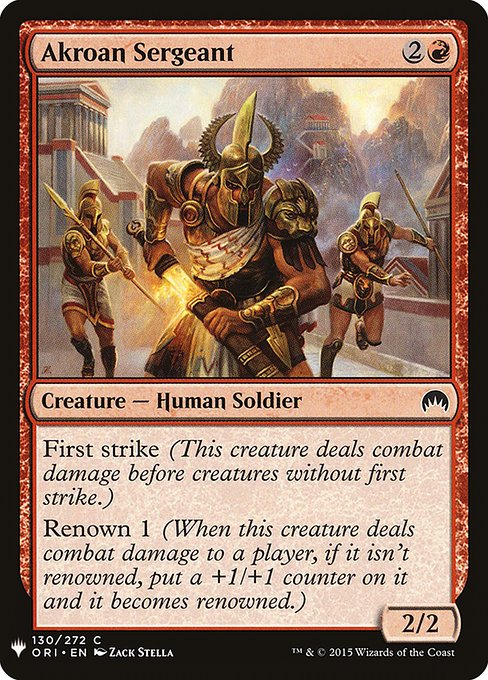 Akroan Sergeant 2
Creature — Human Soldier
First strike (This creature deals combat
damage before creatures without first
strike.)
Renown 1 (When this creature deals
combat damage to a player, if it isn't
renowned, put a +1/+1 counter on it
and it becomes renowned.)
2/2
130/272 C
ORI • EN Zack Stella
™ & © 2015 Wizards of the Coast